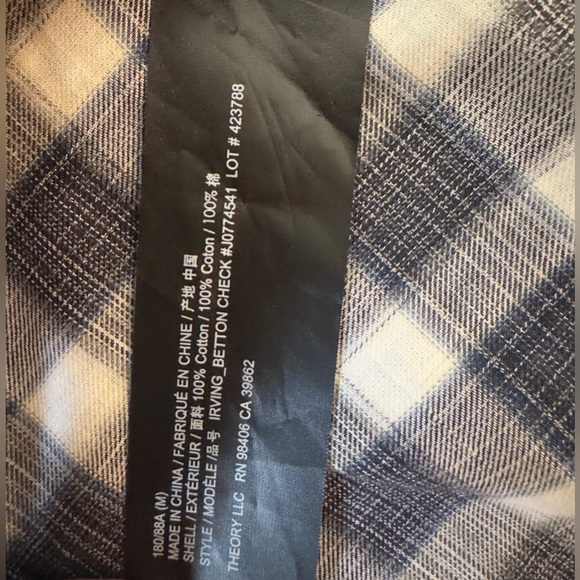 180/88A (M)
MADE IN CHINA / FABRIQUÉ EN CHINE / 产地 中国
SHELL / EXTÉRIEUR / 面料 100% Cotton / 100% Coton / 100% 棉
STYLE / MODÈLE /品号 IRVING_BETTON CHECK #J0774541 LOT # 423788
THEORY LLC RN 98406 CA 39862